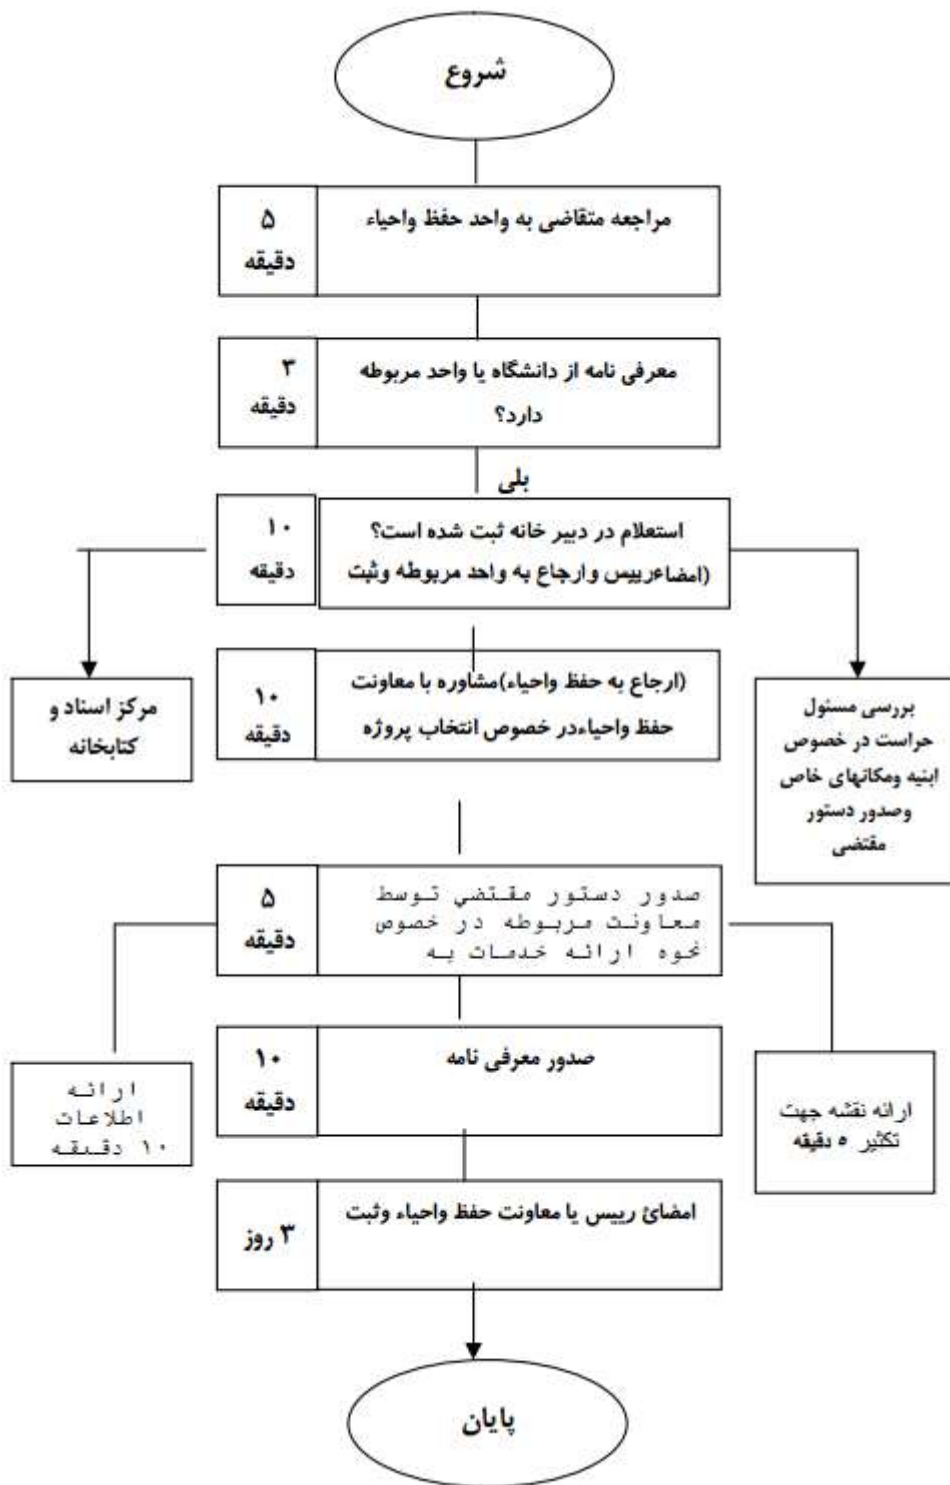 شروع
مراجعه متقاضی به واحد حفظ واحیاء
۵
دقیقه
معرفی نامه از دانشگاه یا واحد مربوطه
دارد؟
۳
دقیقه
بلی
استعلام در دبیر خانه ثبت شده است؟
(امضاءرییس وارجاع به واحد مربوطه وثبت
۱۰
دقیقه
(ارجاع به حفظ واحیاء)مشاوره با معاونت
حفظ واحیاءدر خصوص انتخاب پروژه
۱۰
دقیقه
بررسی مسئول
حراست در خصوص
ابنیه ومکانهای خاص
وصدور دستور
مقتضی
مرکز اسناد و
کتابخانه
صدور دستور مقتضي توسط
معاونت مربوطه در خصوص
نحوه ارائه خدمات به
۵
دقیقه
صدور معرفی نامه
۱۰
دقیقه
ارائه نقشه جهت
تکثیر ۵ دقیقه
ارائه
اطلاعات
۱۰ دقیقه
امضائ رییس یا معاونت حفظ واحیاء وثبت
۳ روز
پایان